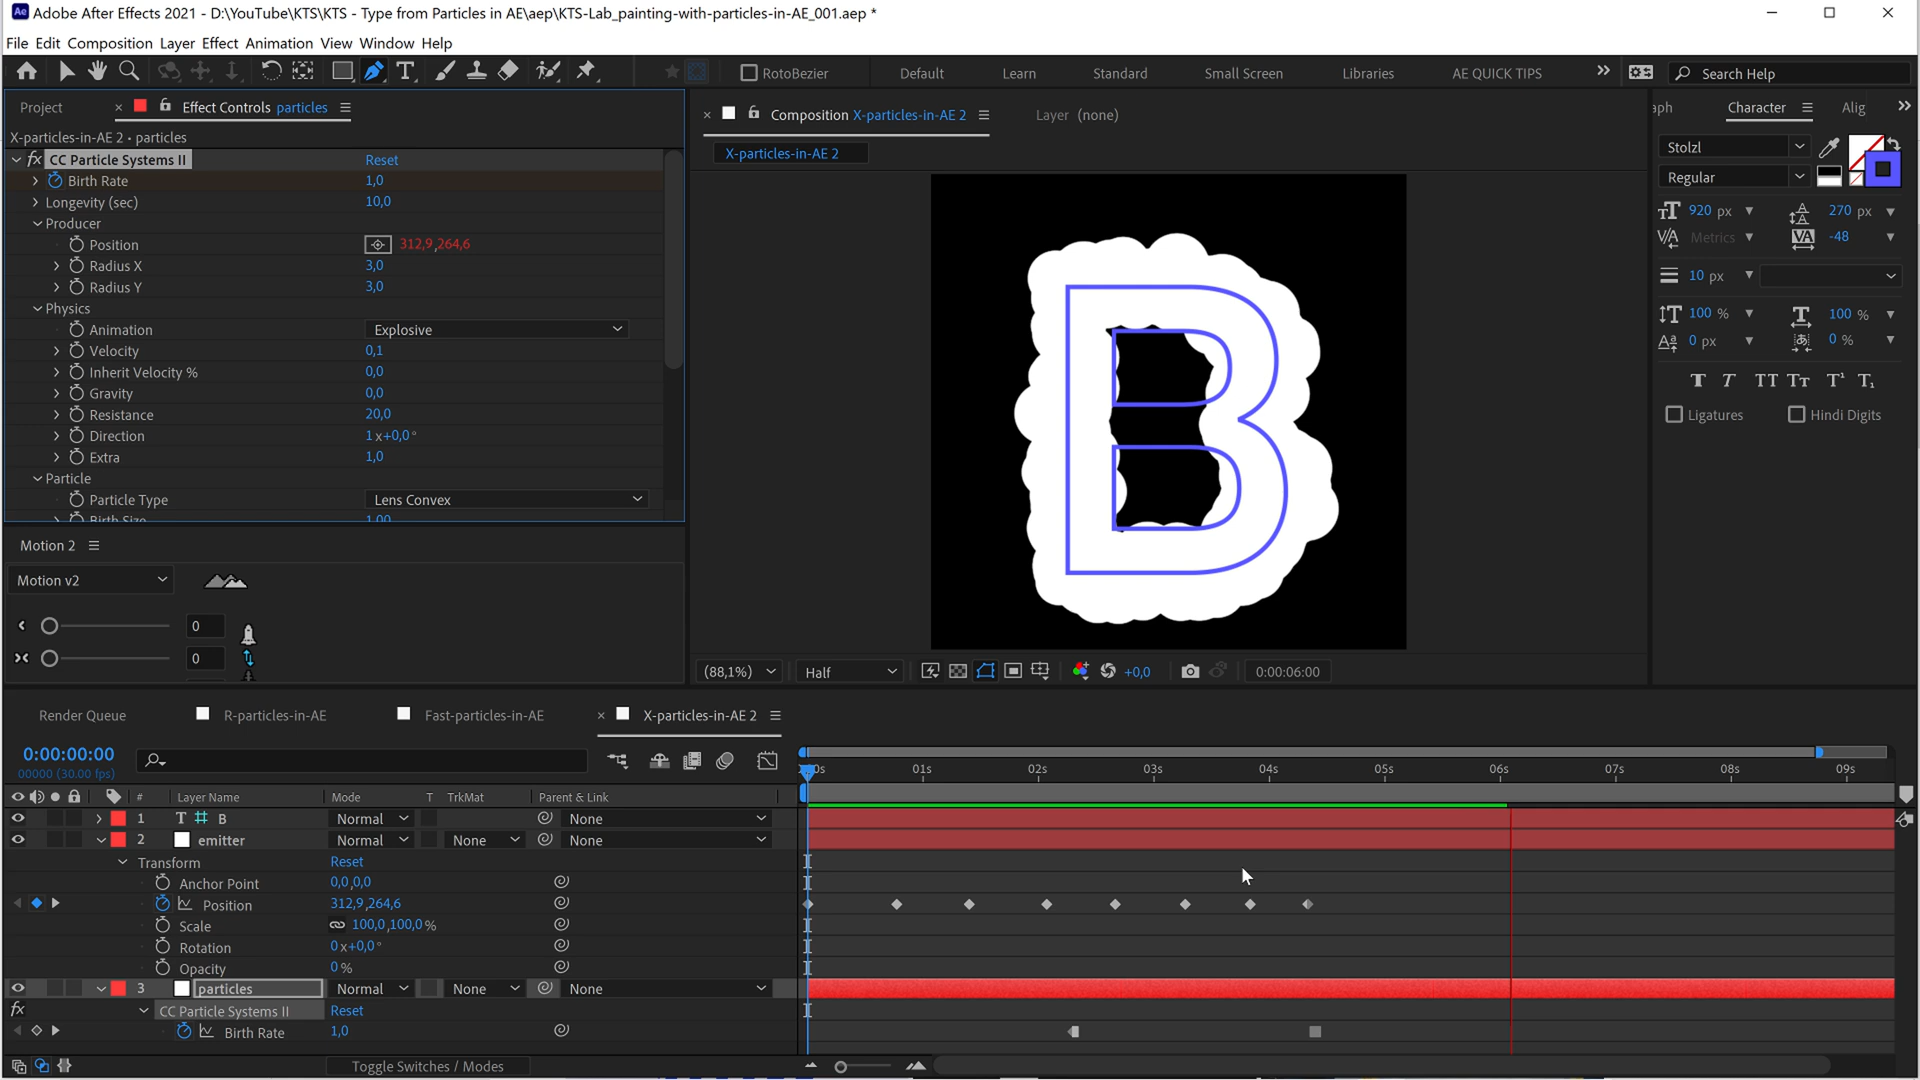 Ae Adobe After Effects 2021 - D:\YouTube\KTS\KTS - Type from Particles in AE\aep\KTS-Lab_painting-with-particles-in-AE_001.aep *
File Edit Composition Layer Effect Animation View Window Help
RotoBezier Default Learn Standard Small Screen Libraries AE QUICK TIPS Search Help
Project × Effect Controls particles
X-particles-in-AE 2 • particles
fx CC Particle Systems II Reset
Birth Rate 1,0
Longevity (sec) 10,0
Producer
Position 312,9,264,6
Radius X 3,0
Radius Y 3,0
Physics
Animation Explosive
Velocity 0,1
Inherit Velocity % 0,0
Gravity 0,0
Resistance 20,0
Direction 1x+0,0°
Extra 1,0
Particle
Particle Type Lens Convex
Birth Size 1,00
Motion 2
Motion v2
0
0
× Composition X-particles-in-AE 2 Layer (none)
X-particles-in-AE 2
B
(88,1%) Half +0,0 0:00:06:00
aph Character Alig
Stolzl
Regular
920 px 270 px
Metrics -48
10 px
100 % 100 %
0 px 0 %
T T TT Tт T¹ T₁
Ligatures Hindi Digits
Render Queue R-particles-in-AE Fast-particles-in-AE × X-particles-in-AE 2
0:00:00:00
00000 (30.00 fps)
01s 02s 03s 04s 05s 06s 07s 08s 09s
# Layer Name Mode T TrkMat Parent & Link
1 T B Normal None
2 emitter Normal None None
Transform Reset
Anchor Point 0,0,0,0
Position 312,9,264,6
Scale 100,0,100,0%
Rotation 0x+0,0°
Opacity 0%
3 particles Normal None None
fx CC Particle Systems II Reset
Birth Rate 1,0
Toggle Switches / Modes